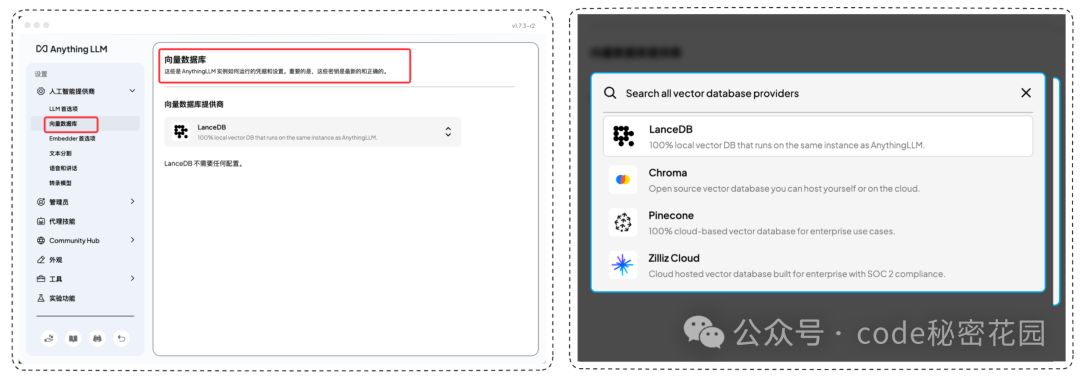 v1.7.3-r2
Anything LLM
设置
人工智能提供商
LLM 首选项
向量数据库
Embedder 首选项
文本分割
语音和讲话
转录模型
管理员
代理技能
Community Hub
外观
工具
实验功能
向量数据库
这些是 AnythingLLM 实例如何运行的凭据和设置。重要的是，这些密钥是最新的和正确的。
向量数据库提供商
LanceDB
100% local vector DB that runs on the same instance as AnythingLLM.
LanceDB 不需要任何配置。
Search all vector database providers
LanceDB
100% local vector DB that runs on the same instance as AnythingLLM.
Chroma
Open source vector database you can host yourself or on the cloud.
Pinecone
100% cloud-based vector database for enterprise use cases.
Zilliz Cloud
Cloud hosted vector database built for enterprise with SOC 2 compliance.
公众号 · code秘密花园